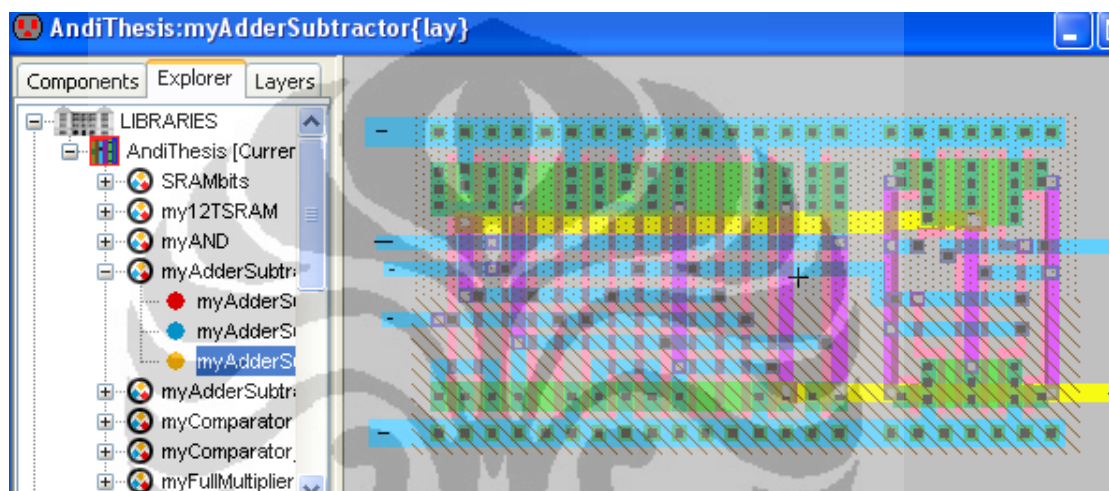 AndiThesis:myAdderSubtractor{lay}
Components Explorer Layers
LIBRARIES
AndiThesis [Curren
SRAMbits
my12TSRAM
myAND
myAdderSubtra
myAdderSu
myAdderSu
myAdderSu
myAdderSubtra
myComparator
myComparator.
myFullMultiplier